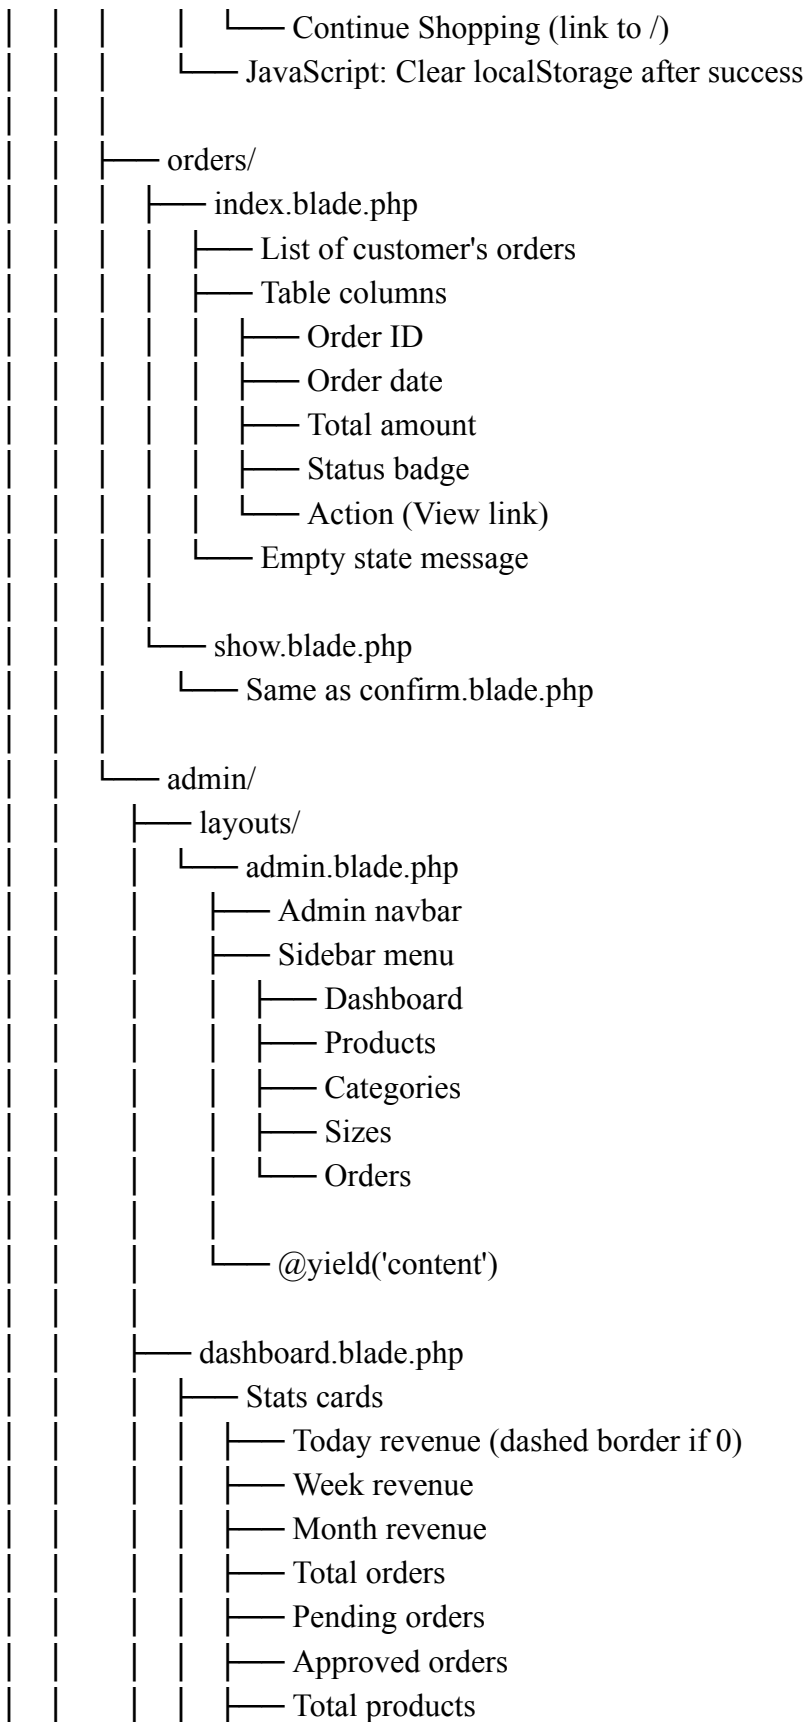 │ │ │ │ └── Continue Shopping (link to /)
│ │ │ └── JavaScript: Clear localStorage after success
│ │ │
│ │ ├── orders/
│ │ │ ├── index.blade.php
│ │ │ │ ├── List of customer's orders
│ │ │ │ ├── Table columns
│ │ │ │ │ ├── Order ID
│ │ │ │ │ ├── Order date
│ │ │ │ │ ├── Total amount
│ │ │ │ │ ├── Status badge
│ │ │ │ │ └── Action (View link)
│ │ │ │ └── Empty state message
│ │ │ │
│ │ │ └── show.blade.php
│ │ │ └── Same as confirm.blade.php
│ │ │
│ │ └── admin/
│ │ ├── layouts/
│ │ │ └── admin.blade.php
│ │ │ ├── Admin navbar
│ │ │ ├── Sidebar menu
│ │ │ │ ├── Dashboard
│ │ │ │ ├── Products
│ │ │ │ ├── Categories
│ │ │ │ ├── Sizes
│ │ │ │ └── Orders
│ │ │ │
│ │ │ └── @yield('content')
│ │ │
│ │ ├── dashboard.blade.php
│ │ │ ├── Stats cards
│ │ │ │ ├── Today revenue (dashed border if 0)
│ │ │ │ ├── Week revenue
│ │ │ │ ├── Month revenue
│ │ │ │ ├── Total orders
│ │ │ │ ├── Pending orders
│ │ │ │ ├── Approved orders
│ │ │ │ ├── Total products